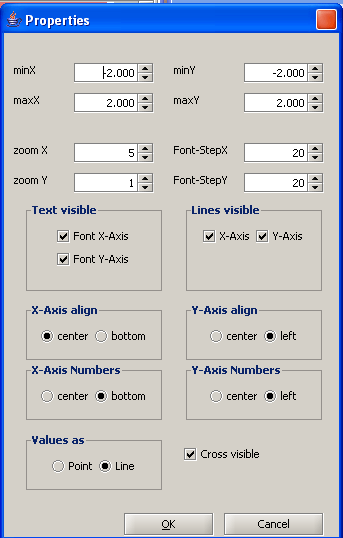 Properties
minX -2.000 minY -2.000
maxX 2.000 maxY 2.000
zoom X 5 Font-StepX 20
zoom Y 1 Font-StepY 20
Text visible Lines visible
Font X-Axis X-Axis Y-Axis
Font Y-Axis
X-Axis align Y-Axis align
center bottom center left
X-Axis Numbers Y-Axis Numbers
center bottom center left
Values as
Point Line Cross visible
OK Cancel